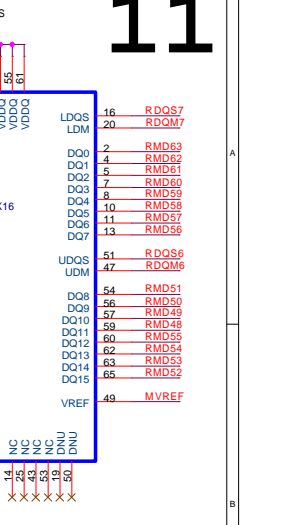 S
11
55
61
VDDQ
VDDQ
VDDQ
LDQS 16 RDQS7
LDM 20 RDQM7
A
DQ0 2 RMD63
DQ1 4 RMD62
DQ2 5 RMD61
DQ3 7 RMD60
DQ4 8 RMD59
X16
DQ5 10 RMD58
DQ6 11 RMD57
DQ7 13 RMD56
UDQS 51 RDQS6
UDM 47 RDQM6
DQ8 54 RMD51
DQ9 56 RMD50
DQ10 57 RMD49
DQ11 59 RMD48
DQ12 60 RMD55
DQ13 62 RMD54
DQ14 63 RMD53
DQ15 65 RMD52
VREF 49 MVREF
NC NC NC NC DNU DNU
14 25 43 53 19 50
B